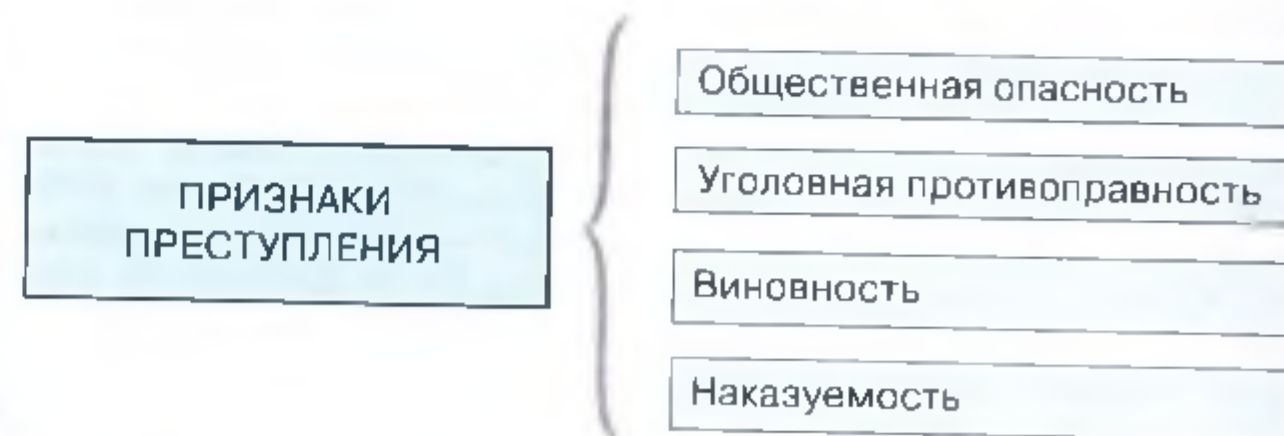 ПРИЗНАКИ
ПРЕСТУПЛЕНИЯ
Общественная опасность
Уголовная противоправность
Виновность
Наказуемость